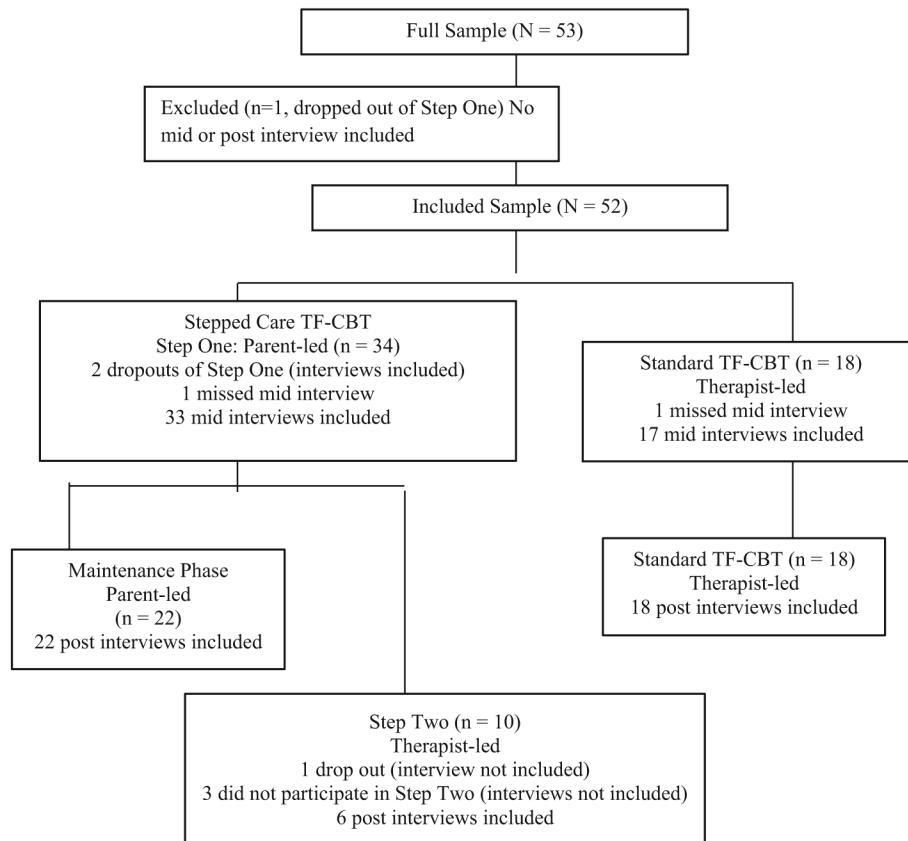 Full Sample (N = 53)
Excluded (n=1, dropped out of Step One) No
mid or post interview included
Included Sample (N = 52)
Stepped Care TF-CBT
Step One: Parent-led (n = 34)
2 dropouts of Step One (interviews included)
1 missed mid interview
33 mid interviews included
Standard TF-CBT (n = 18)
Therapist-led
1 missed mid interview
17 mid interviews included
Maintenance Phase
Parent-led
(n = 22)
22 post interviews included
Standard TF-CBT (n = 18)
Therapist-led
18 post interviews included
Step Two (n = 10)
Therapist-led
1 drop out (interview not included)
3 did not participate in Step Two (interviews not included)
6 post interviews included